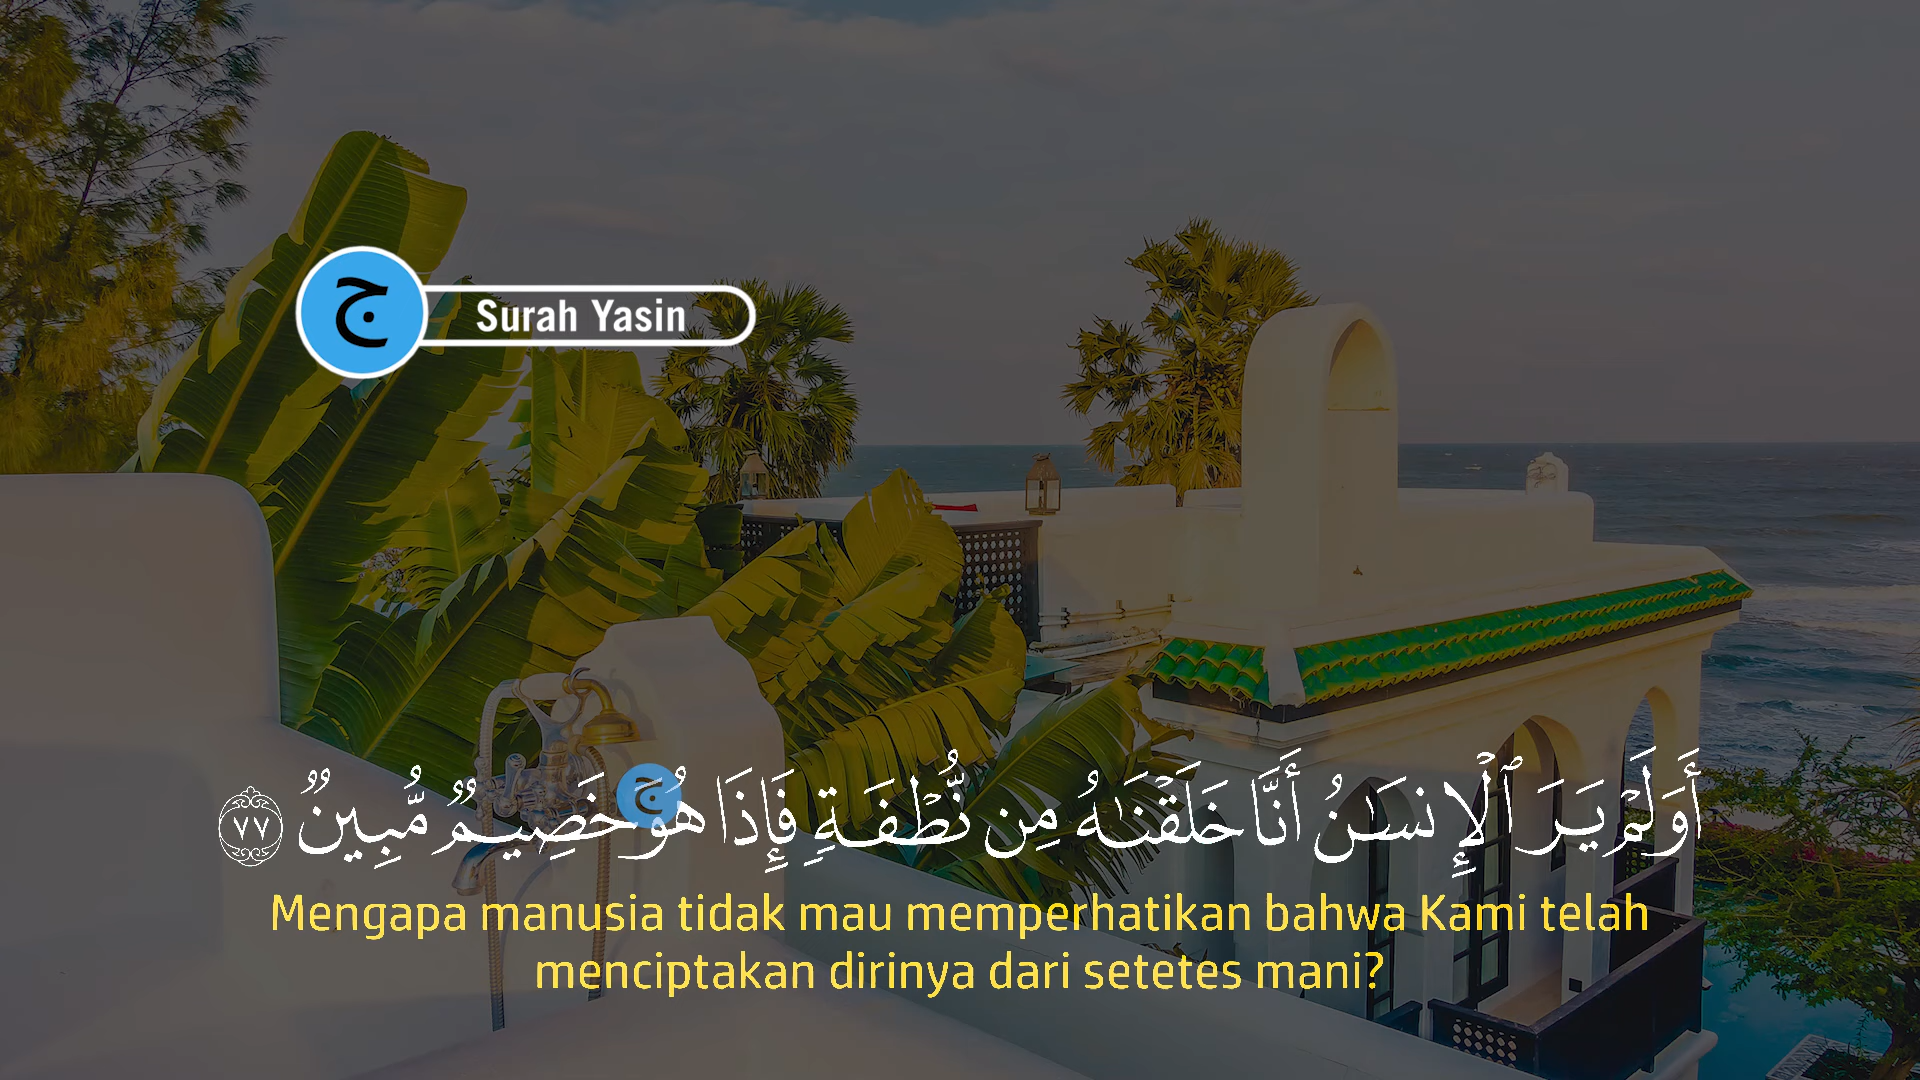 ج
Surah Yasin
أَوَلَمْ يَرَ ٱلْإِنسَـٰنُ أَنَّا خَلَقْنَـٰهُ مِن نُّطْفَةٍ فَإِذَا هُوَ خَصِيمٌ مُّبِينٌ ٧٧
ج
Mengapa manusia tidak mau memperhatikan bahwa Kami telah
menciptakan dirinya dari setetes mani?